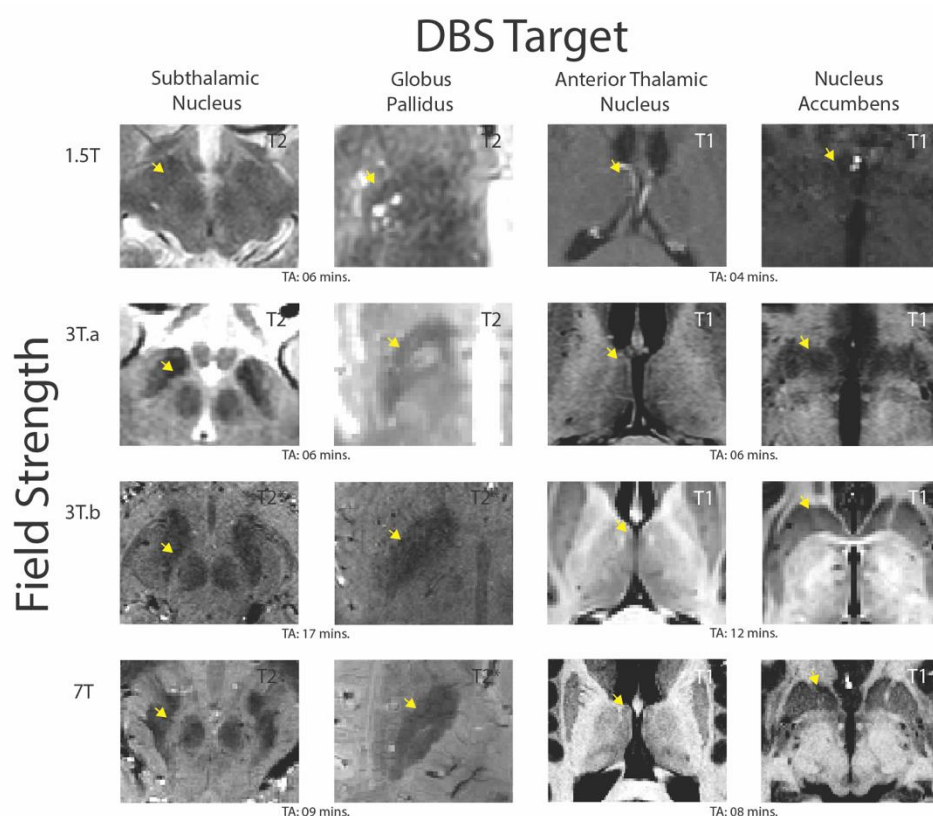 DBS Target
Subthalamic
Nucleus
Globus
Pallidus
Anterior Thalamic
Nucleus
Nucleus
Accumbens
Field Strength
1.5T
T2
T2
T1
T1
TA: 06 mins.
TA: 04 mins.
3T.a
T2
T2
T1
T1
TA: 06 mins.
TA: 06 mins.
3T.b
T2*
T2*
T1
T1
TA: 17 mins.
TA: 12 mins.
7T
T2*
T2*
T1
T1
TA: 09 mins.
TA: 08 mins.